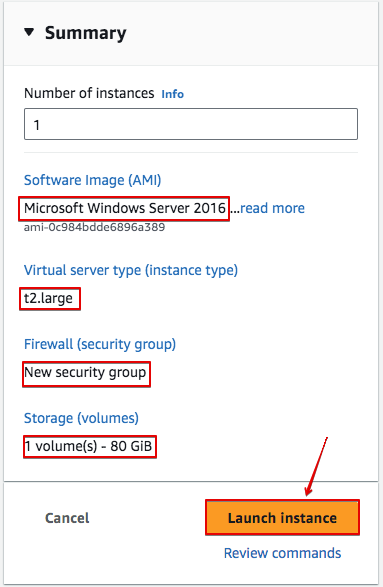 Summary
Number of instances Info
1
Software Image (AMI)
Microsoft Windows Server 2016 ...read more
ami-0c984bdde6896a389
Virtual server type (instance type)
t2.large
Firewall (security group)
New security group
Storage (volumes)
1 volume(s) - 80 GiB
Cancel Launch instance
Review commands